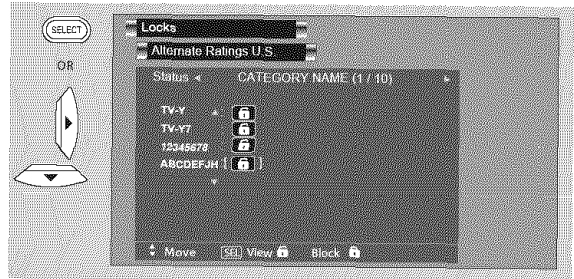 SELECT
OR
Locks
Alternate Ratings U.S.
Status CATEGORY NAME (1 / 10)
TV-Y
TV-Y7
12345678
ABCDEFJH [ ]
Move SEL View Block